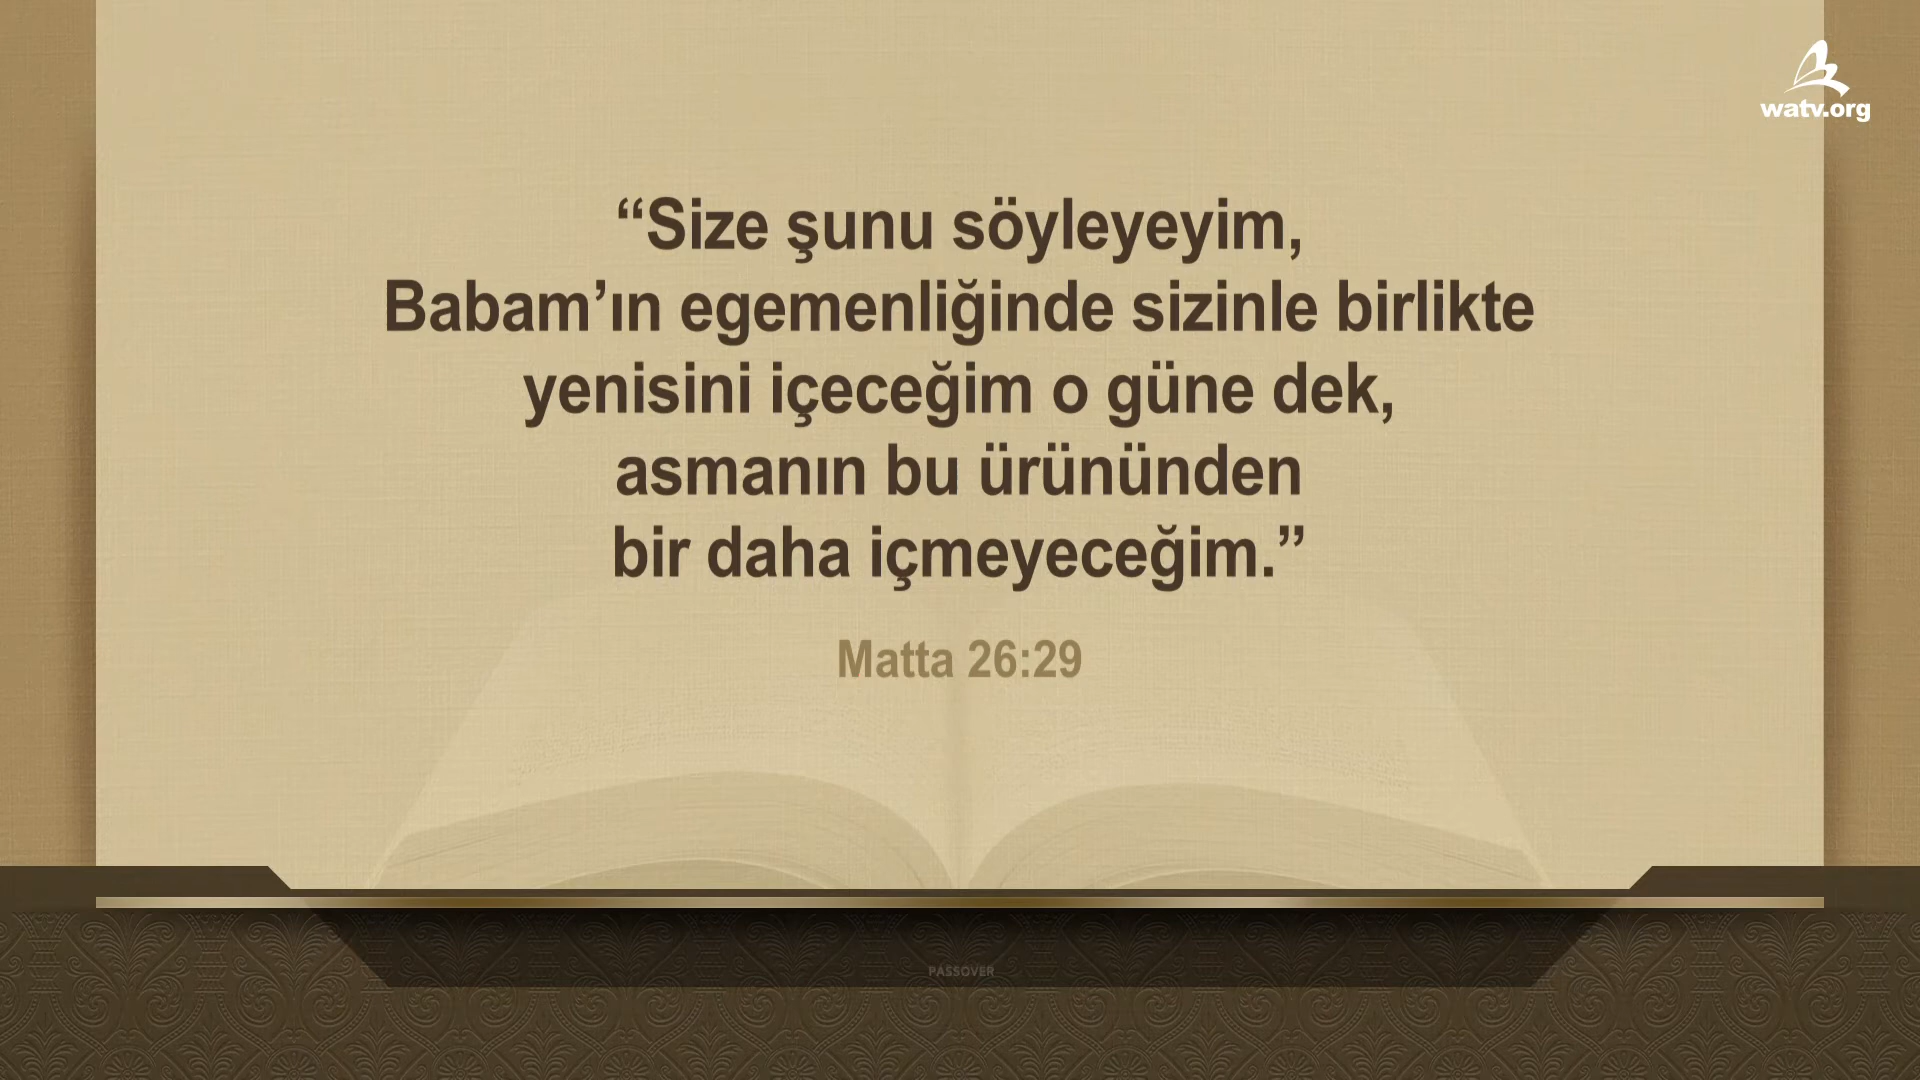 watv.org
“Size şunu söyleyeyim,
Babam’ın egemenliğinde sizinle birlikte
yenisini içeceğim o güne dek,
asmanın bu ürününden
bir daha içmeyeceğim.”
Matta 26:29
PASSOVER